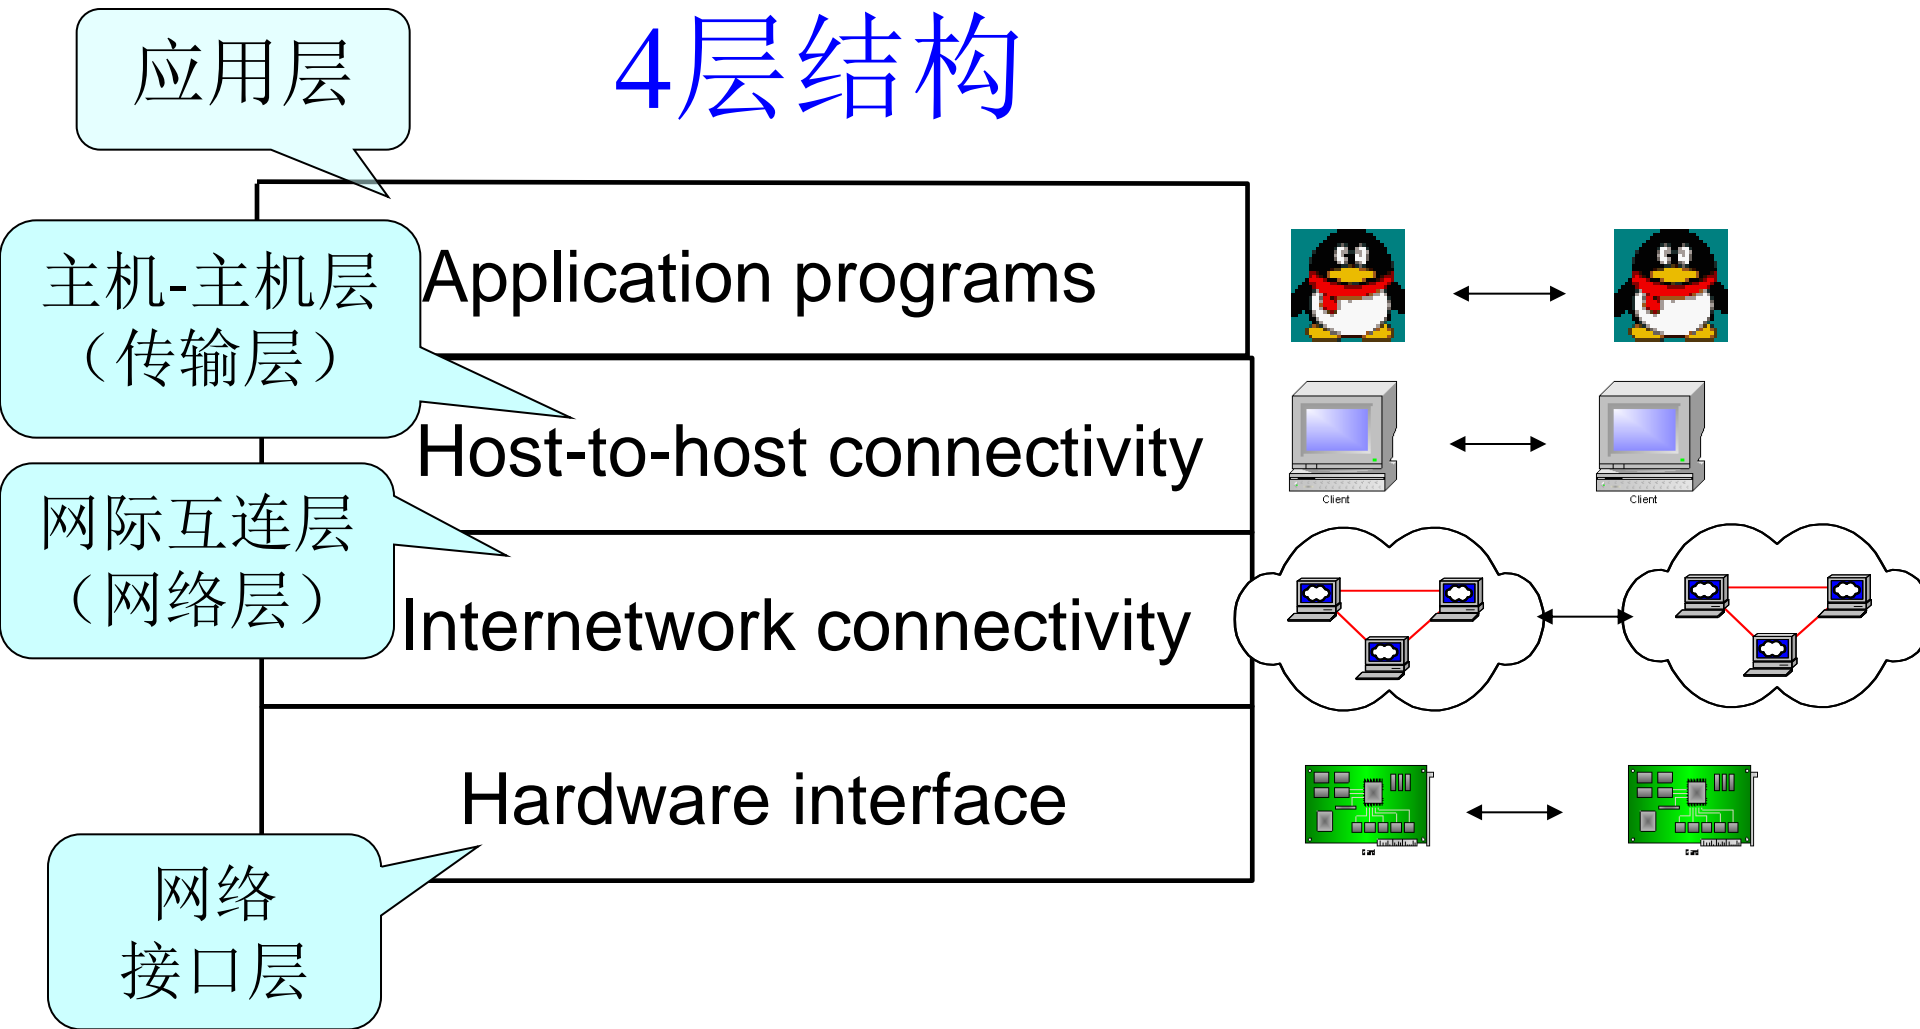 4层结构
应用层
Application programs
主机-主机层
（传输层）
Host-to-host connectivity
Client
Client
网际互连层
（网络层）
Internetwork connectivity
Hardware interface
Card
Card
网络
接口层